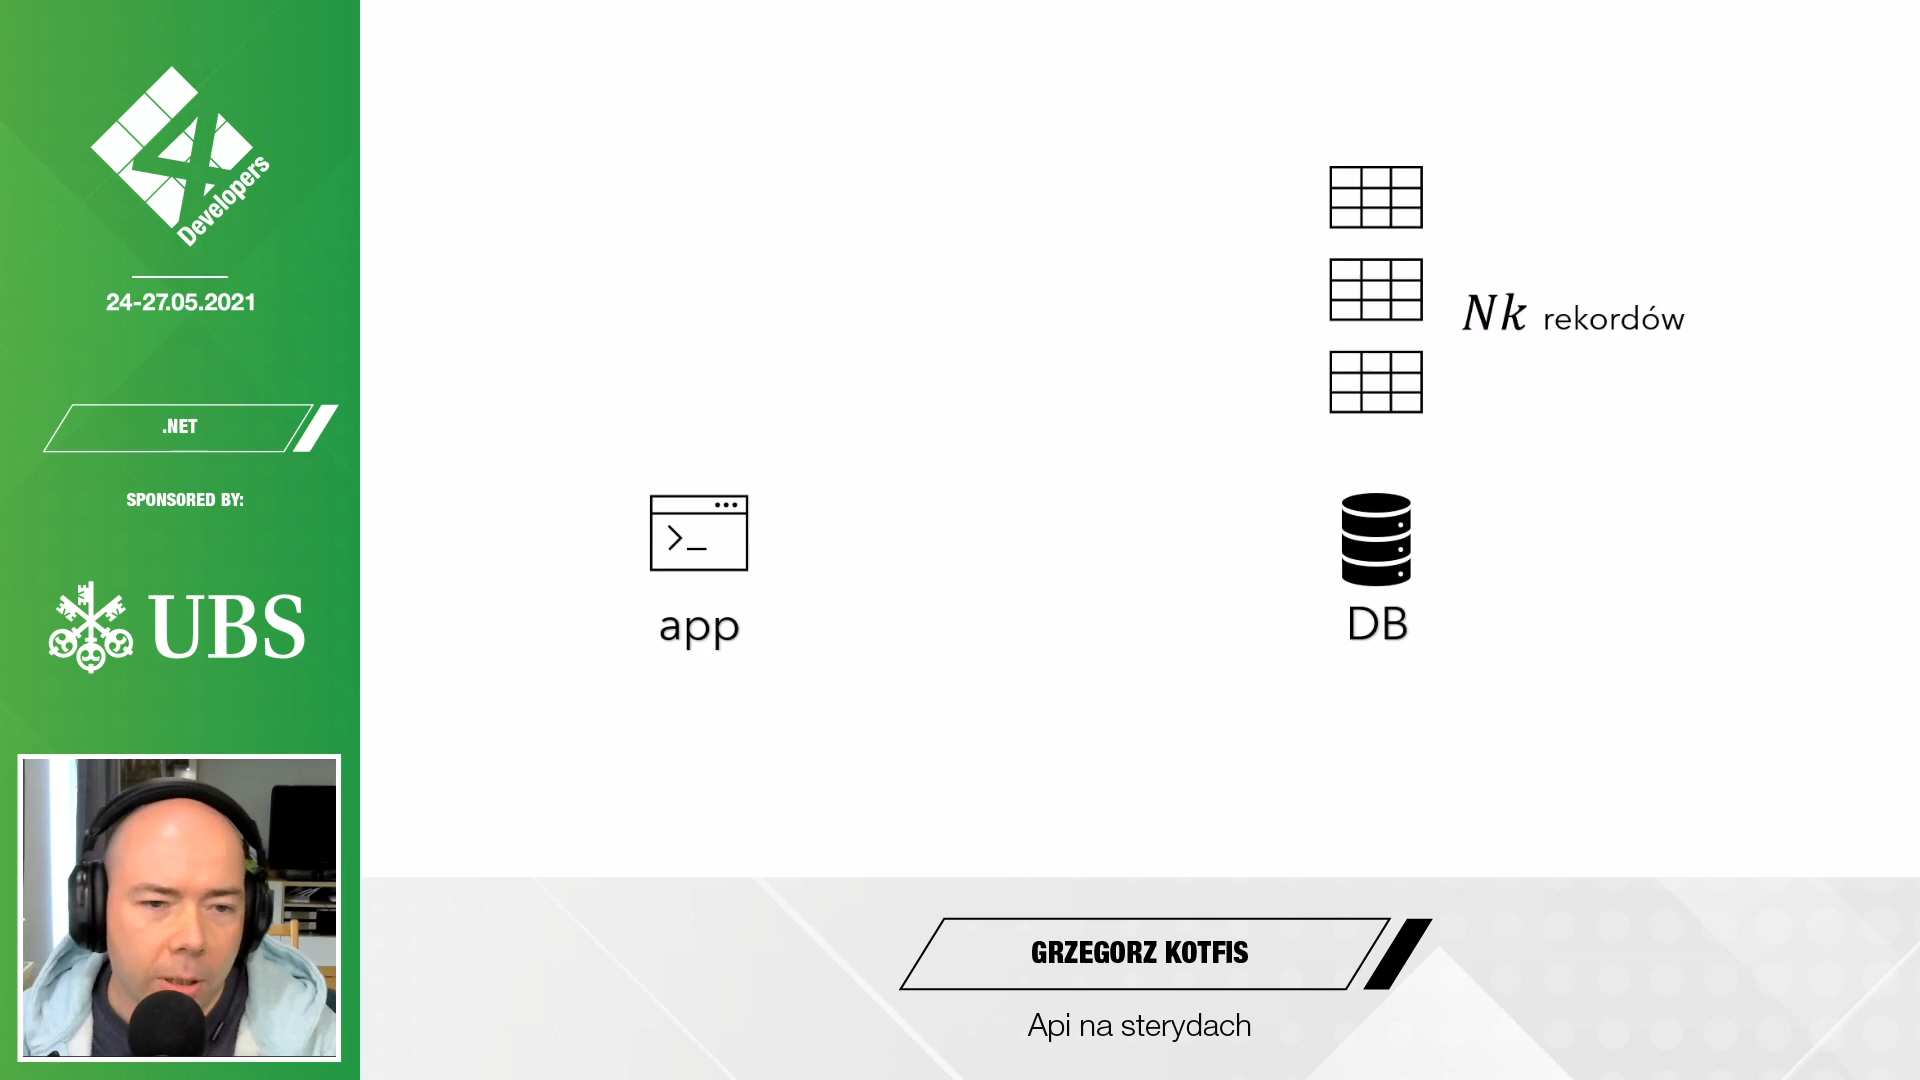 4
Developers
24-27.05.2021
.NET
SPONSORED BY:
UBS
Nk rekordów
>_
app
DB
GRZEGORZ KOTFIS
Api na sterydach